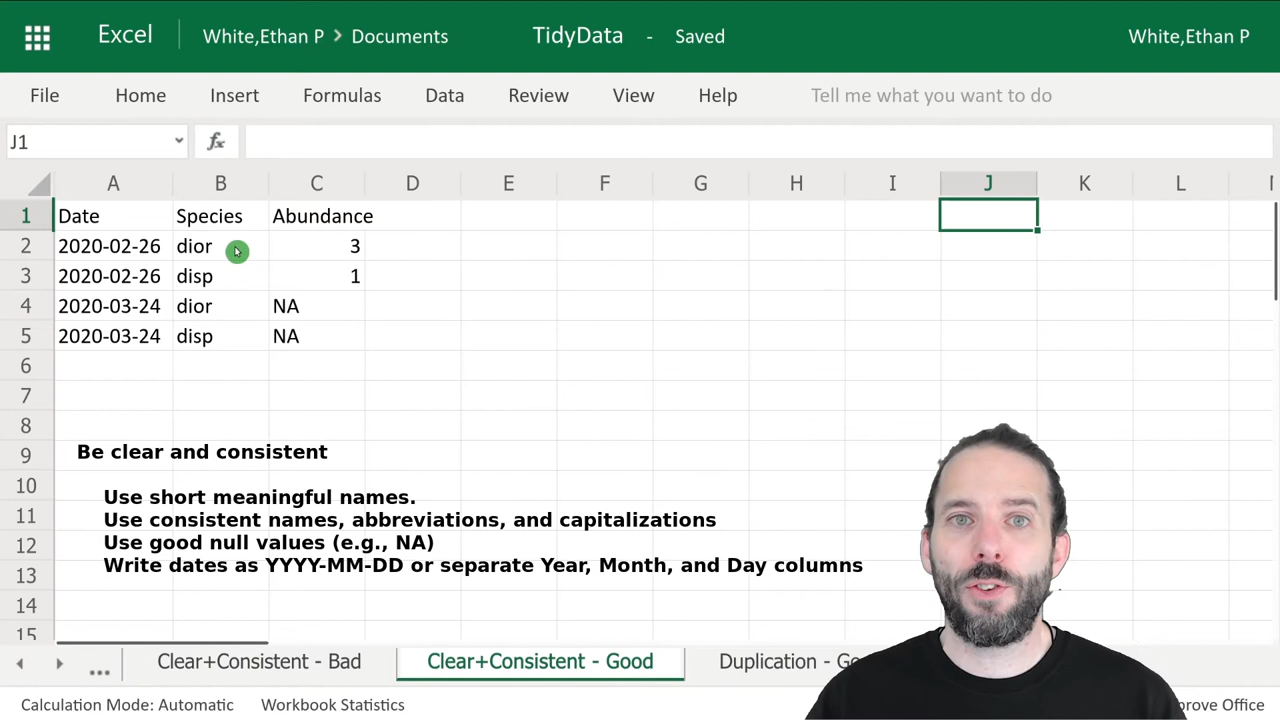 Excel White,Ethan P > Documents TidyData - Saved White,Ethan P
File Home Insert Formulas Data Review View Help Tell me what you want to do
J1 fx
A B C D E F G H I J K L
1 Date Species Abundance
2 2020-02-26 dior 3
3 2020-02-26 disp 1
4 2020-03-24 dior NA
5 2020-03-24 disp NA
6
7
8
9
Be clear and consistent
10
Use short meaningful names.
11
Use consistent names, abbreviations, and capitalizations
12
Use good null values (e.g., NA)
13
Write dates as YYYY-MM-DD or separate Year, Month, and Day columns
14
15
... Clear+Consistent - Bad Clear+Consistent - Good Duplication -
Calculation Mode: Automatic Workbook Statistics Office